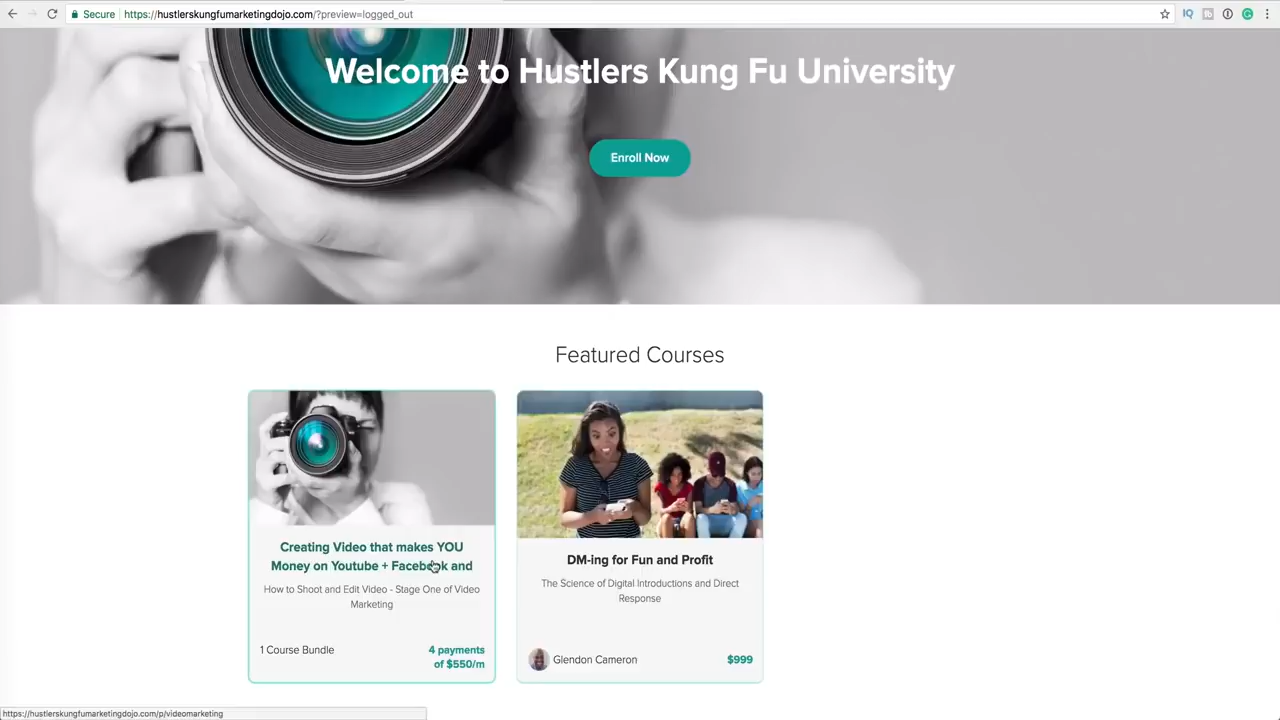 Secure
https://hustlerskungfumarketingdojo.com/?preview=logged_out
Welcome to Hustlers Kung Fu University
Enroll Now
Featured Courses
Creating Video that makes YOU
Money on Youtube + Facebook and
How to Shoot and Edit Video - Stage One of Video
Marketing
1 Course Bundle
4 payments
of $550/m
DM-ing for Fun and Profit
The Science of Digital Introductions and Direct
Response
Glendon Cameron
$999
https://hustlerskungfumarketingdojo.com/p/videomarketing